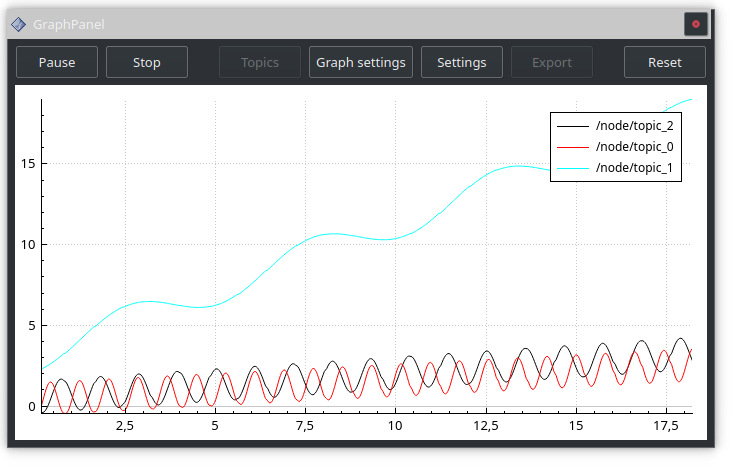 GraphPanel
Pause Stop Topics Graph settings Settings Export Reset
/node/topic_2
/node/topic_0
/node/topic_1
15
10
5
0
2,5 5 7,5 10 12,5 15 17,5